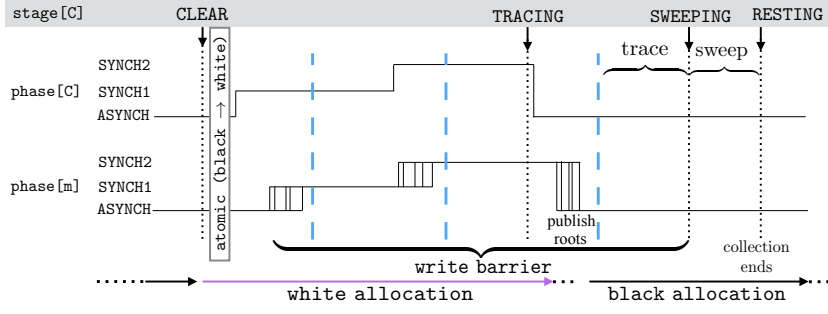 stage[C] CLEAR TRACING SWEEPING RESTING
trace sweep
SYNCH2
phase[C] SYNCH1
ASYNCH
atomic (black → white)
SYNCH2
phase[m] SYNCH1
ASYNCH
publish
roots
write barrier
collection
ends
white allocation
black allocation